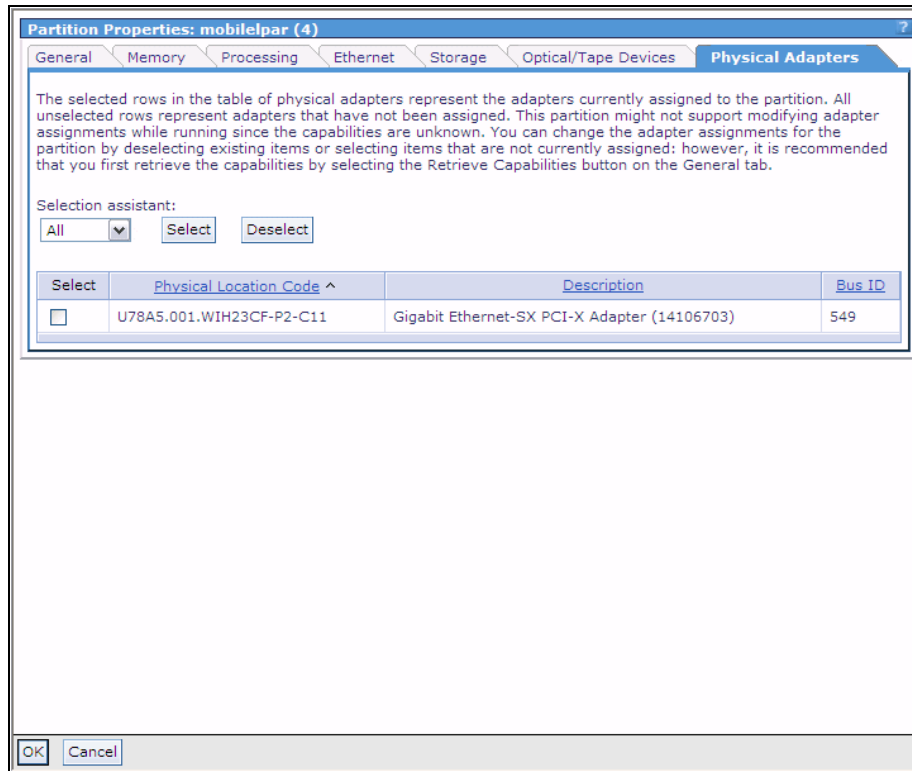 Partition Properties: mobilelpar (4) ?
General Memory Processing Ethernet Storage Optical/Tape Devices Physical Adapters
The selected rows in the table of physical adapters represent the adapters currently assigned to the partition. All
unselected rows represent adapters that have not been assigned. This partition might not support modifying adapter
assignments while running since the capabilities are unknown. You can change the adapter assignments for the
partition by deselecting existing items or selecting items that are not currently assigned: however, it is recommended
that you first retrieve the capabilities by selecting the Retrieve Capabilities button on the General tab.
Selection assistant:
All Select Deselect
Select Physical Location Code ^ Description Bus ID
U78A5.001.WIH23CF-P2-C11 Gigabit Ethernet-SX PCI-X Adapter (14106703) 549
OK Cancel